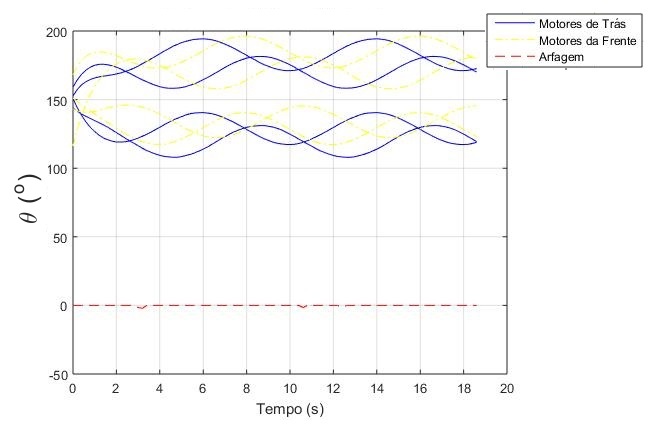 Motores de Trás
Motores da Frente
Arfagem
200
150
100
50
0
-50
θ (º)
0 2 4 6 8 10 12 14 16 18 20
Tempo (s)